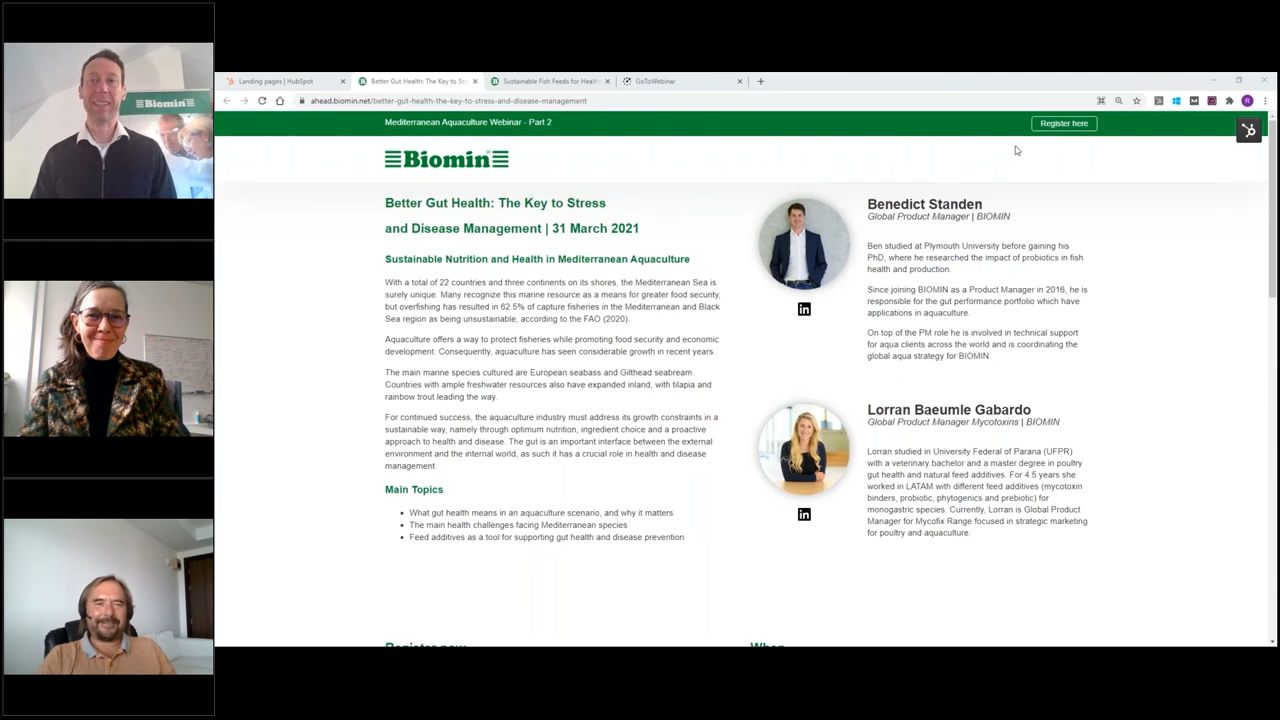 Biomin
Landing pages | HubSpot
Better Gut Health: The Key to Str
Sustainable Fish Feeds for Health
GoToWebinar
ahead.biomin.net/better-gut-health-the-key-to-stress-and-disease-management
Mediterranean Aquaculture Webinar - Part 2
Register here
Biomin
Better Gut Health: The Key to Stress
and Disease Management | 31 March 2021
Sustainable Nutrition and Health in Mediterranean Aquaculture
With a total of 22 countries and three continents on its shores, the Mediterranean Sea is
surely unique. Many recognize this marine resource as a means for greater food security,
but overfishing has resulted in 62.5% of capture fisheries in the Mediterranean and Black
Sea region as being unsustainable, according to the FAO (2020).
Aquaculture offers a way to protect fisheries while promoting food security and economic
development. Consequently, aquaculture has seen considerable growth in recent years.
The main marine species cultured are European seabass and Gilthead seabream.
Countries with ample freshwater resources also have expanded inland, with tilapia and
rainbow trout leading the way.
For continued success, the aquaculture industry must address its growth constraints in a
sustainable way, namely through optimum nutrition, ingredient choice and a proactive
approach to health and disease. The gut is an important interface between the external
environment and the internal world, as such it has a crucial role in health and disease
management.
Main Topics
• What gut health means in an aquaculture scenario, and why it matters
• The main health challenges facing Mediterranean species
• Feed additives as a tool for supporting gut health and disease prevention
Benedict Standen
Global Product Manager | BIOMIN
Ben studied at Plymouth University before gaining his
PhD, where he researched the impact of probiotics in fish
health and production.
Since joining BIOMIN as a Product Manager in 2016, he is
responsible for the gut performance portfolio which have
applications in aquaculture.
On top of the PM role he is involved in technical support
for aqua clients across the world and is coordinating the
global aqua strategy for BIOMIN.
in
Lorran Baeumle Gabardo
Global Product Manager Mycotoxins | BIOMIN
Lorran studied in University Federal of Parana (UFPR)
with a veterinary bachelor and a master degree in poultry
gut health and natural feed additives. For 4.5 years she
worked in LATAM with different feed additives (mycotoxin
binders, probiotic, phytogenics and prebiotic) for
monogastric species. Currently, Lorran is Global Product
Manager for Mycofix Range focused in strategic marketing
for poultry and aquaculture.
in
Register now
When